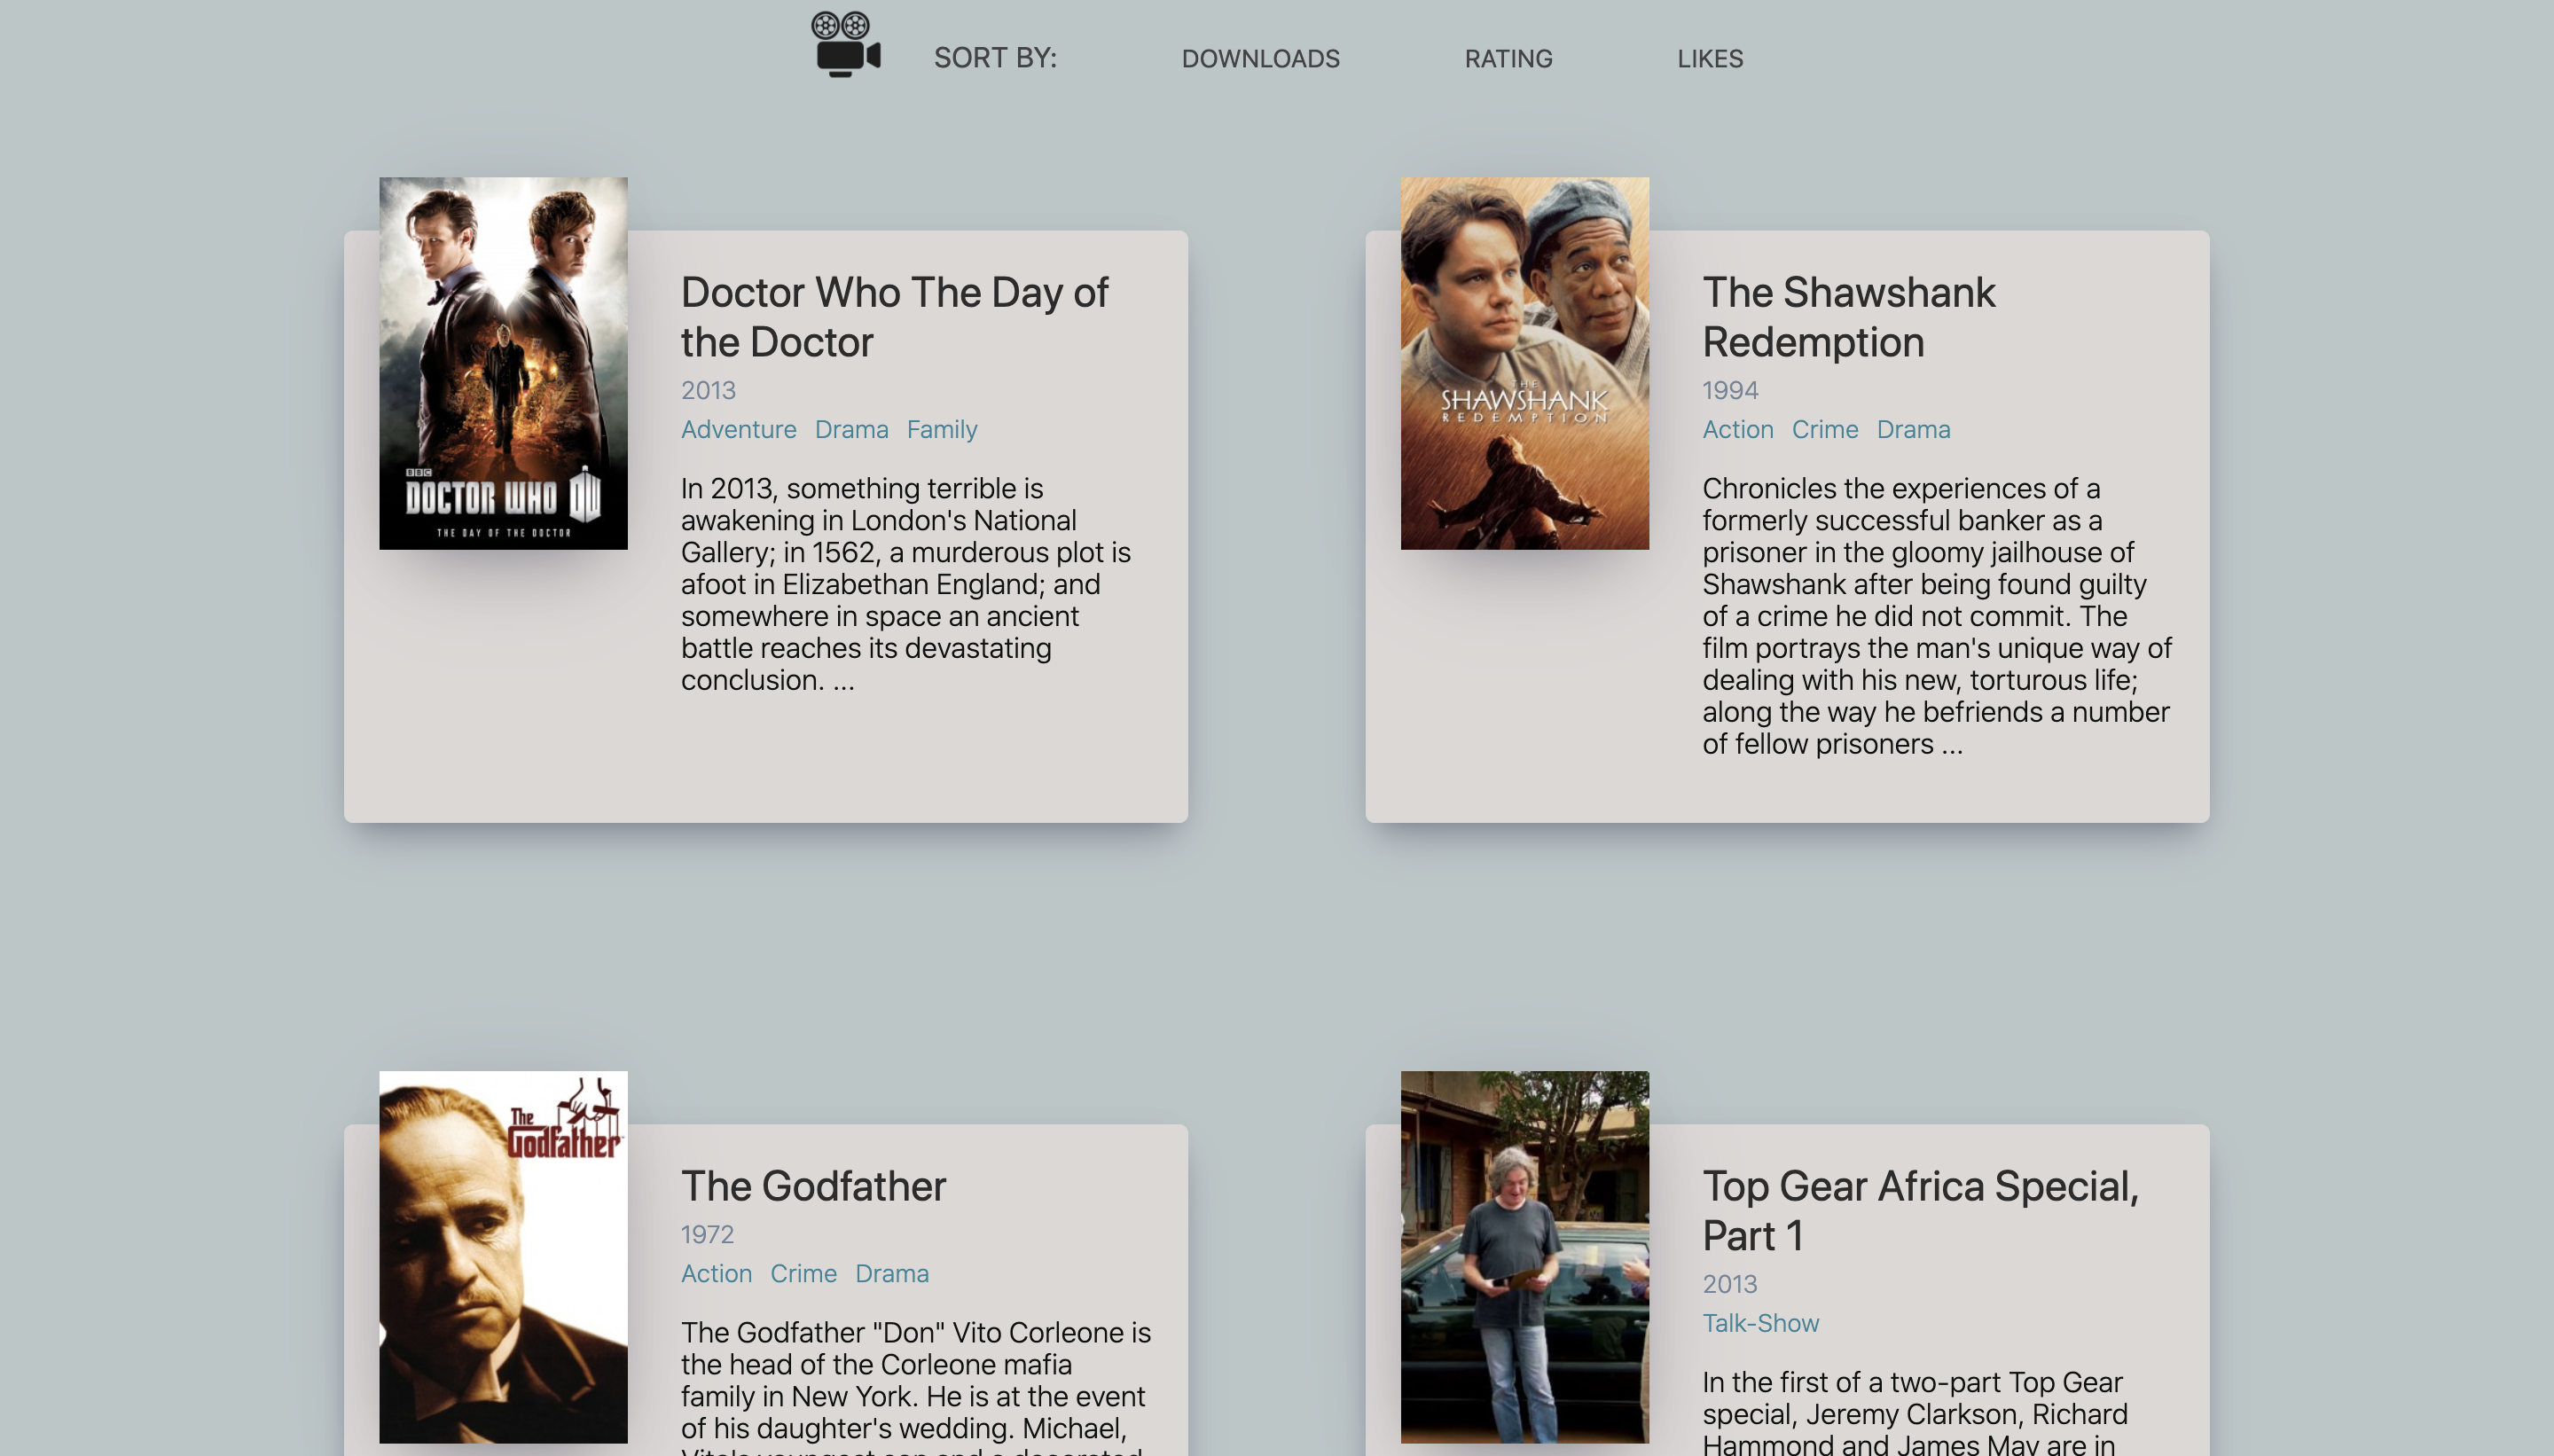 SORT BY:
DOWNLOADS
RATING
LIKES
BBC
DOCTOR WHO DW
THE DAY OF THE DOCTOR
Doctor Who The Day of
the Doctor
2013
Adventure Drama Family
In 2013, something terrible is
awakening in London's National
Gallery; in 1562, a murderous plot is
afoot in Elizabethan England; and
somewhere in space an ancient
battle reaches its devastating
conclusion. ...
THE
SHAWSHANK
REDEMPTION
The Shawshank
Redemption
1994
Action Crime Drama
Chronicles the experiences of a
formerly successful banker as a
prisoner in the gloomy jailhouse of
Shawshank after being found guilty
of a crime he did not commit. The
film portrays the man's unique way of
dealing with his new, torturous life;
along the way he befriends a number
of fellow prisoners ...
The
Godfather
The Godfather
1972
Action Crime Drama
The Godfather "Don" Vito Corleone is
the head of the Corleone mafia
family in New York. He is at the event
of his daughter's wedding. Michael,
Vito's youngest son and a decorated
Top Gear Africa Special,
Part 1
2013
Talk-Show
In the first of a two-part Top Gear
special, Jeremy Clarkson, Richard
Hammond and James May are in